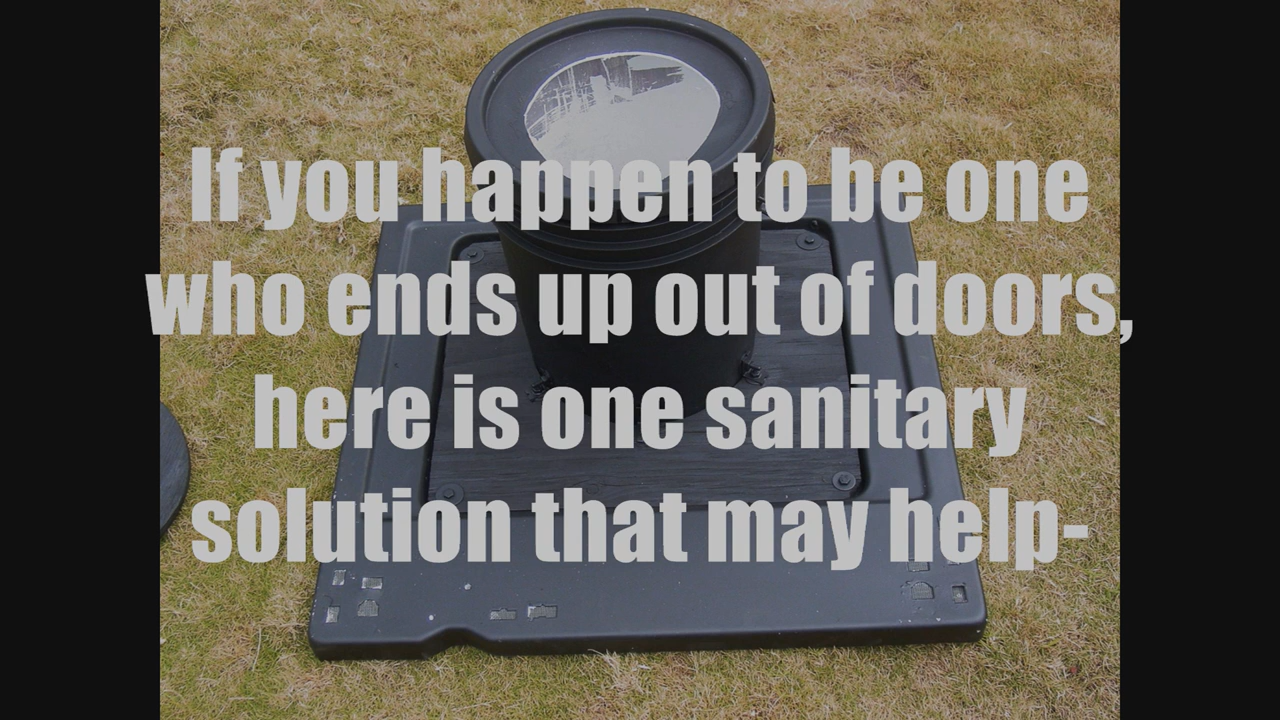 If you happen to be one
who ends up out of doors,
here is one sanitary
solution that may help-